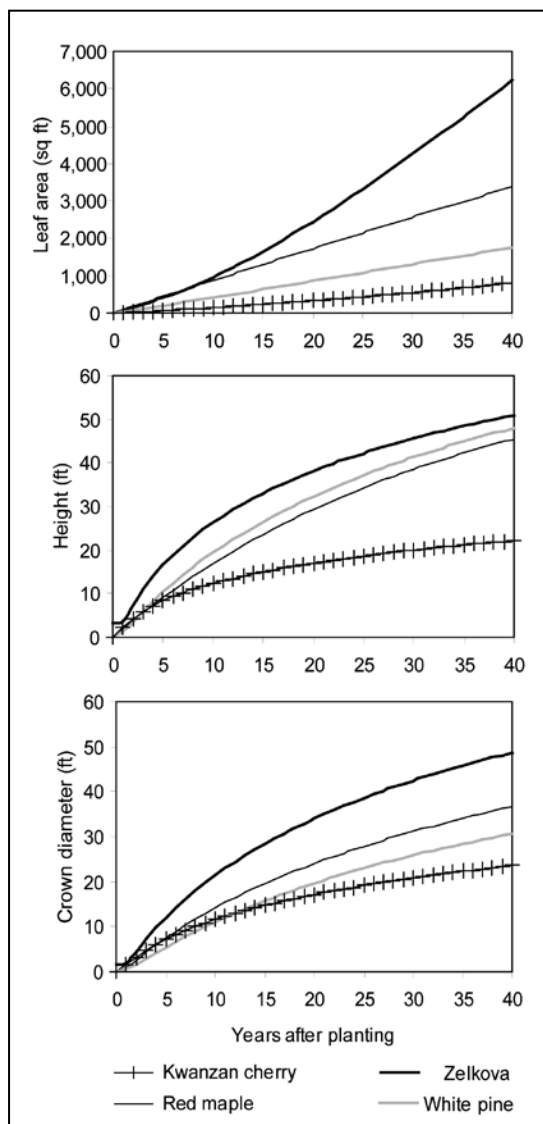 7,000
6,000
5,000
4,000
3,000
2,000
1,000
0
Leaf area (sq ft)
0 5 10 15 20 25 30 35 40
60
50
40
30
20
10
0
Height (ft)
0 5 10 15 20 25 30 35 40
60
50
40
30
20
10
0
Crown diameter (ft)
0 5 10 15 20 25 30 35 40
Years after planting
Kwanzan cherry Zelkova
Red maple White pine